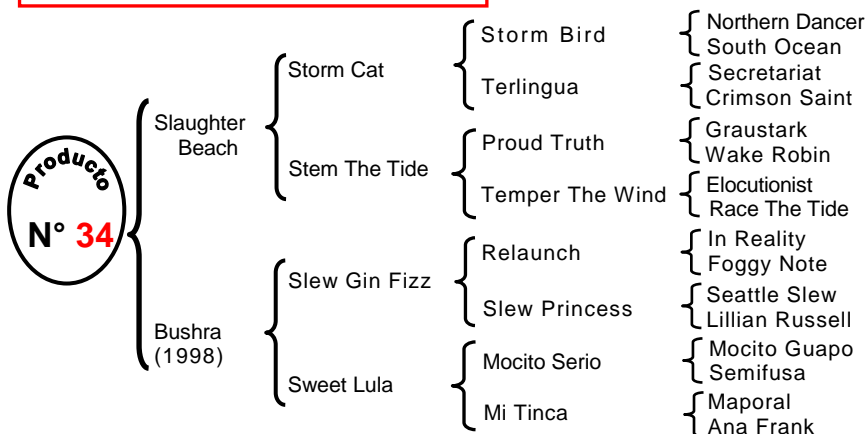 Producto
N° 34
Slaughter
Beach
Bushra
(1998)
Storm Cat
Stem The Tide
Slew Gin Fizz
Sweet Lula
Storm Bird
Terlingua
Proud Truth
Temper The Wind
Relaunch
Slew Princess
Mocito Serio
Mi Tinca
Northern Dancer
South Ocean
Secretariat
Crimson Saint
Graustark
Wake Robin
Elocutionist
Race The Tide
In Reality
Foggy Note
Seattle Slew
Lillian Russell
Mocito Guapo
Semifusa
Maporal
Ana Frank